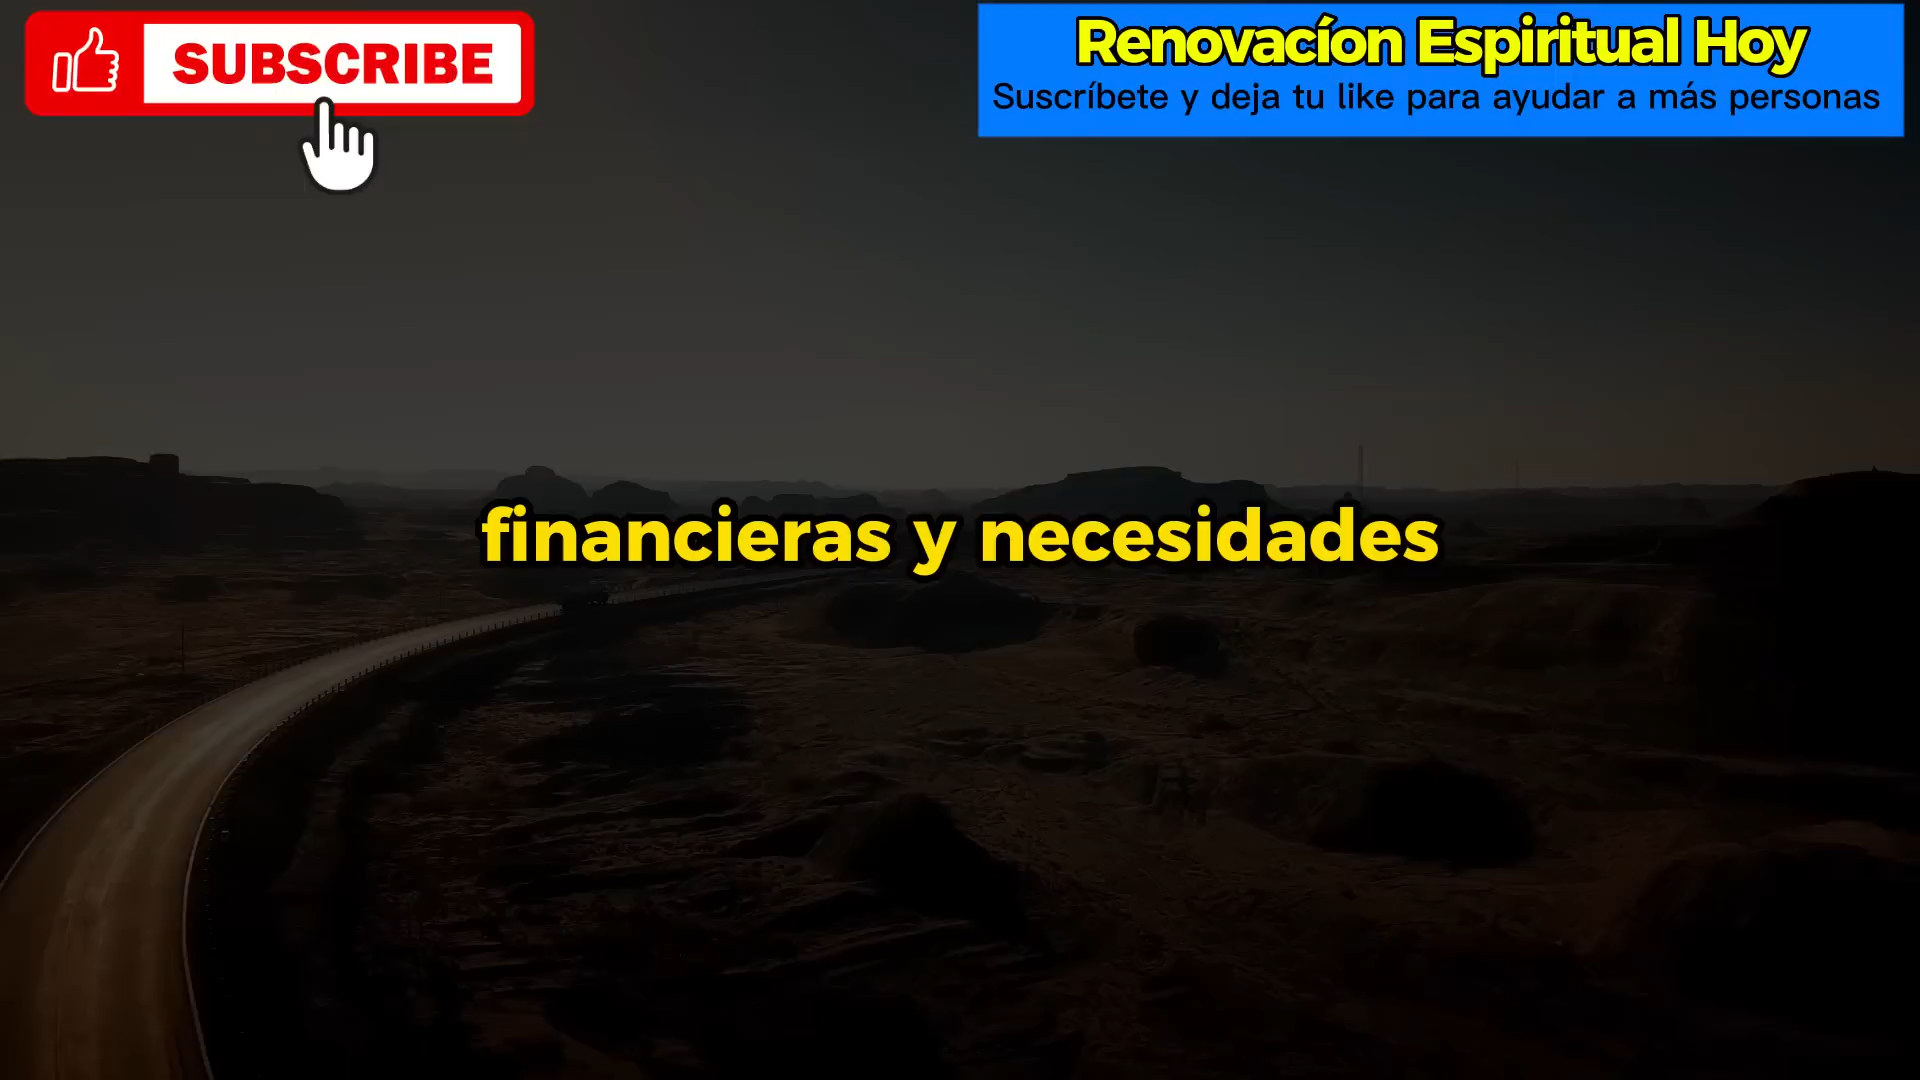 SUBSCRIBE
Renovacíon Espiritual Hoy
Suscríbete y deja tu like para ayudar a más personas
financieras y necesidades